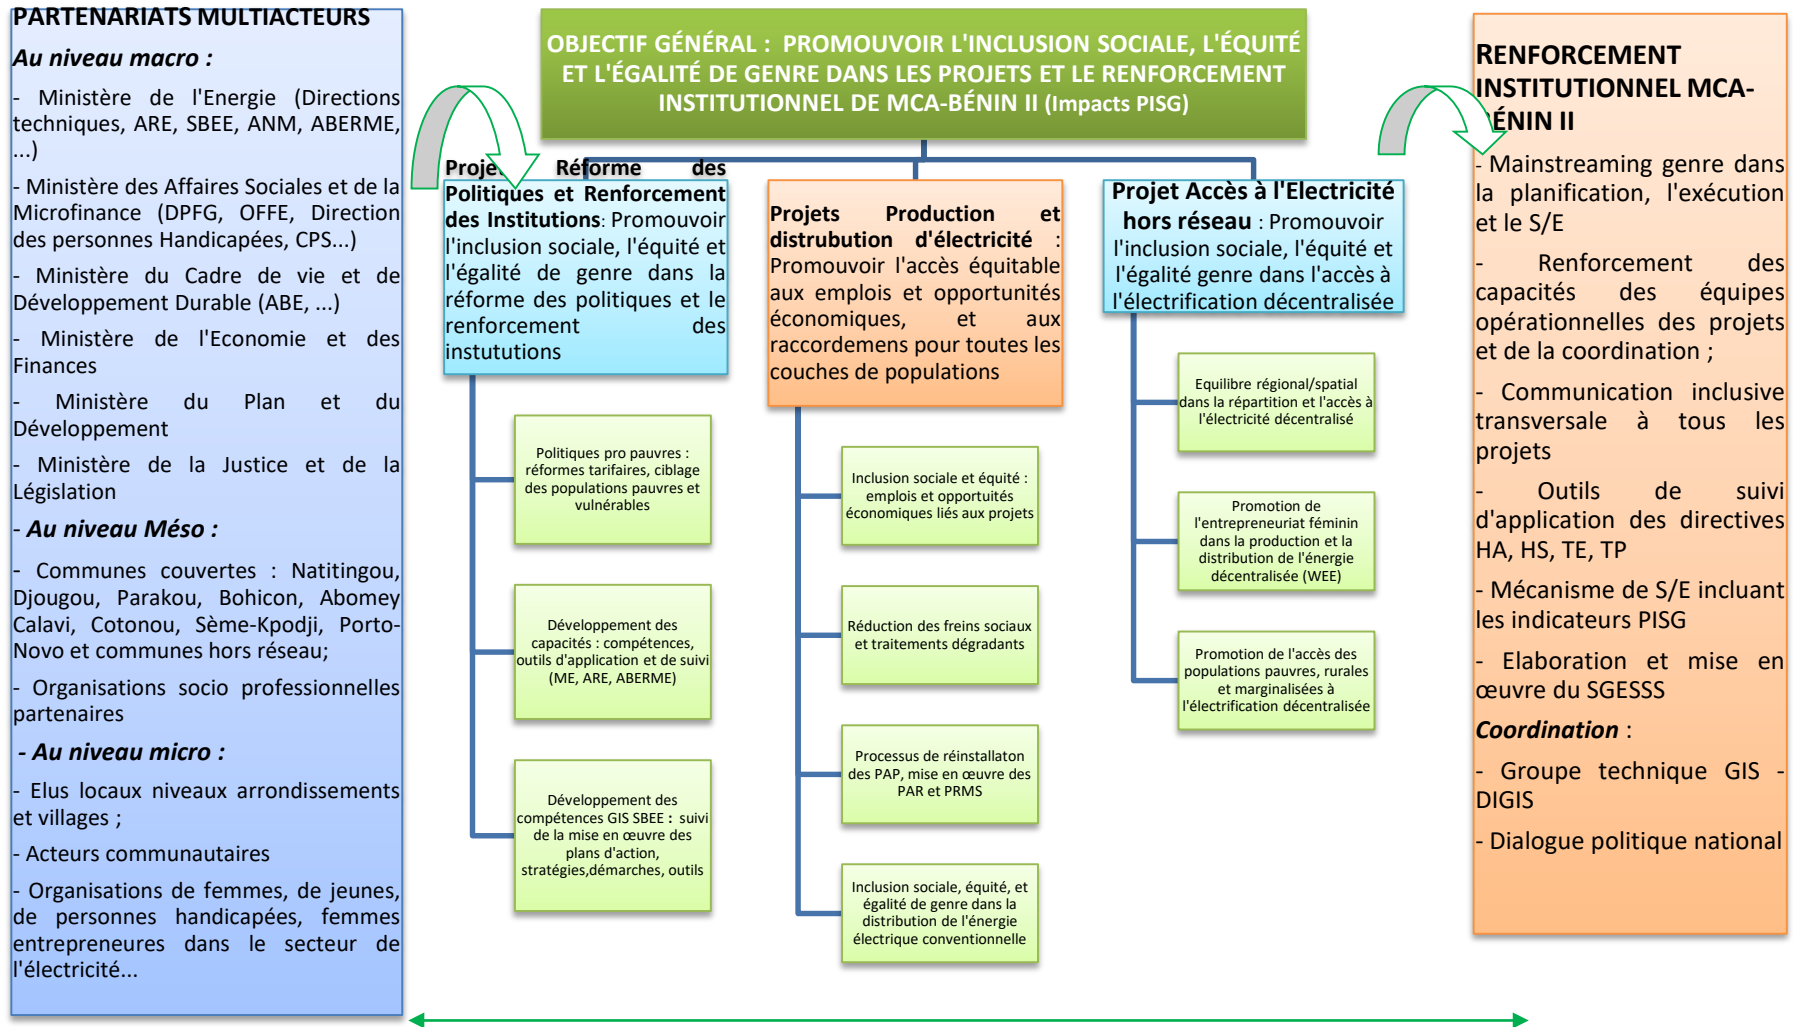 PARTENARIATS MULTIACTEURS
Au niveau macro :
- Ministère de l'Energie (Directions
techniques, ARE, SBEE, ANM, ABERME,
...)
- Ministère des Affaires Sociales et de la
Microfinance (DPFG, OFFE, Direction
des personnes Handicapées, CPS...)
- Ministère du Cadre de vie et de
Développement Durable (ABE, ...)
- Ministère de l'Economie et des
Finances
- Ministère du Plan et du
Développement
- Ministère de la Justice et de la
Législation
- Au niveau Méso :
- Communes couvertes : Natitingou,
Djougou, Parakou, Bohicon, Abomey
Calavi, Cotonou, Sème-Kpodji, Porto-
Novo et communes hors réseau;
- Organisations socio professionnelles
partenaires
- Au niveau micro :
- Elus locaux niveaux arrondissements
et villages ;
- Acteurs communautaires
- Organisations de femmes, de jeunes,
de personnes handicapées, femmes
entrepreneures dans le secteur de
l'électricité...
OBJECTIF GÉNÉRAL : PROMOUVOIR L'INCLUSION SOCIALE, L'ÉQUITÉ
ET L'ÉGALITÉ DE GENRE DANS LES PROJETS ET LE RENFORCEMENT
INSTITUTIONNEL DE MCA-BÉNIN II (Impacts PISG)
Projet Réforme des
Politiques et Renforcement
des Institutions: Promouvoir
l'inclusion sociale, l'équité et
l'égalité de genre dans la
réforme des politiques et le
renforcement des
instututions
Politiques pro pauvres :
réformes tarifaires, ciblage
des populations pauvres et
vulnérables
Développement des
capacités : compétences,
outils d'application et de suivi
(ME, ARE, ABERME)
Développement des
compétences GIS SBEE : suivi
de la mise en œuvre des
plans d'action,
stratégies,démarches, outils
Projets Production et
distrubution d'électricité :
Promouvoir l'accès équitable
aux emplois et opportunités
économiques, et aux
raccordemens pour toutes les
couches de populations
Inclusion sociale et équité :
emplois et opportuités
économiques liés aux projets
Réduction des freins sociaux
et traitements dégradants
Processus de réinstallaton
des PAP, mise en œuvre des
PAR et PRMS
Inclusion sociale, équité, et
égalité de genre dans la
distribution de l'énergie
électrique conventionnelle
Projet Accès à l'Electricité
hors réseau : Promouvoir
l'inclusion sociale, l'équité et
l'égalité genre dans l'accès à
l'électrification décentralisée
Equilibre régional/spatial
dans la répartition et l'accès à
l'électricité décentralisé
Promotion de
l'entrepreneuriat féminin
dans la production et la
distribution de l'énergie
décentralisée (WEE)
Promotion de l'accès des
populations pauvres, rurales
et marginalisées à
l'électrification décentralisée
RENFORCEMENT
INSTITUTIONNEL MCA-
BÉNIN II
- Mainstreaming genre dans
la planification, l'exécution
et le S/E
- Renforcement des
capacités des équipes
opérationnelles des projets
et de la coordination ;
- Communication inclusive
transversale à tous les
projets
- Outils de suivi
d'application des directives
HA, HS, TE, TP
- Mécanisme de S/E incluant
les indicateurs PISG
- Elaboration et mise en
œuvre du SGESSS
Coordination :
- Groupe technique GIS -
DIGIS
- Dialogue politique national